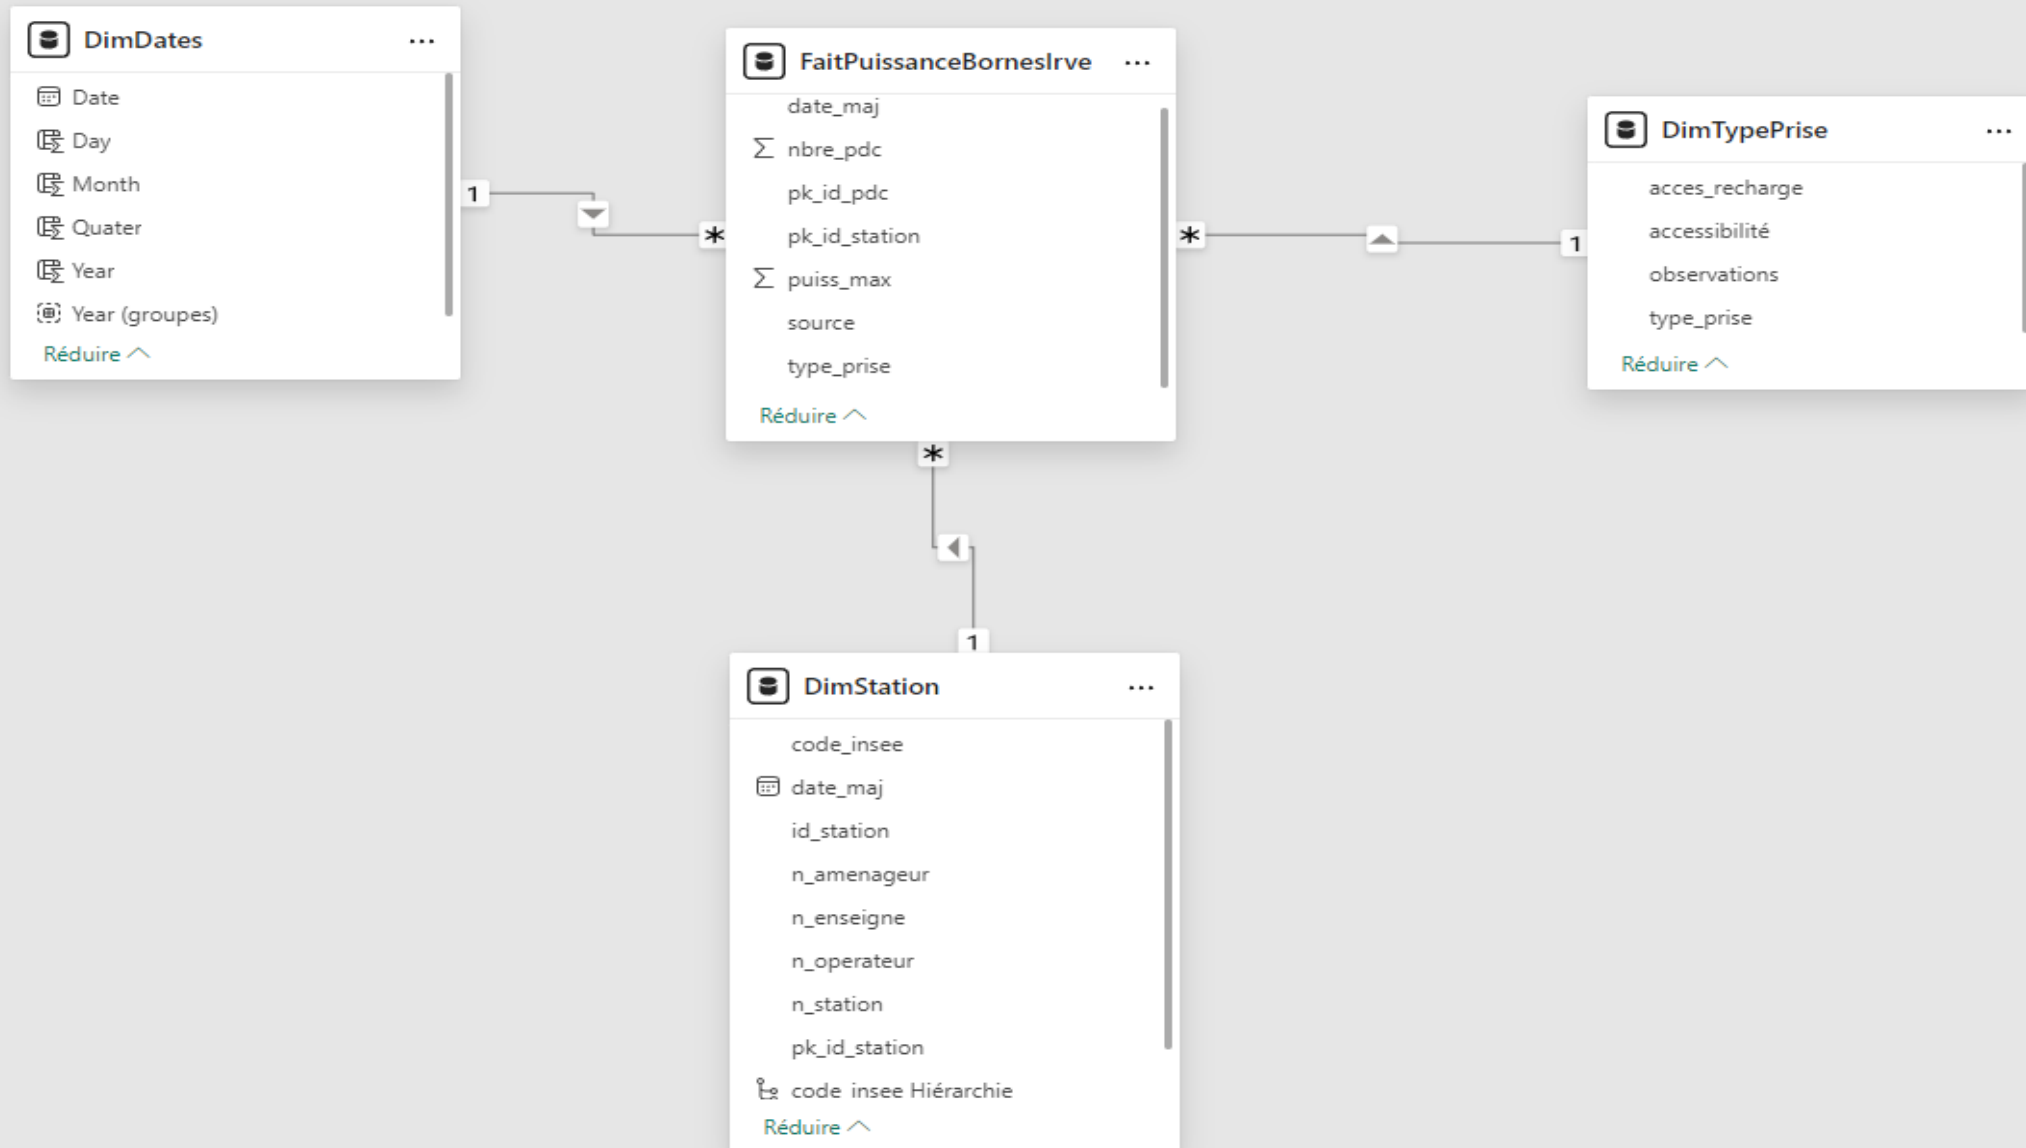 DimDates
Date
Day
Month
Quater
Year
Year (groupes)
Réduire
1
*
FaitPuissanceBornesIrve
date_maj
nbre_pdc
pk_id_pdc
pk_id_station
puiss_max
source
type_prise
Réduire
*
1
DimTypePrise
acces_recharge
accessibilité
observations
type_prise
Réduire
*
1
DimStation
code_insee
date_maj
id_station
n_amenageur
n_enseigne
n_operateur
n_station
pk_id_station
code insee Hiérarchie
Réduire